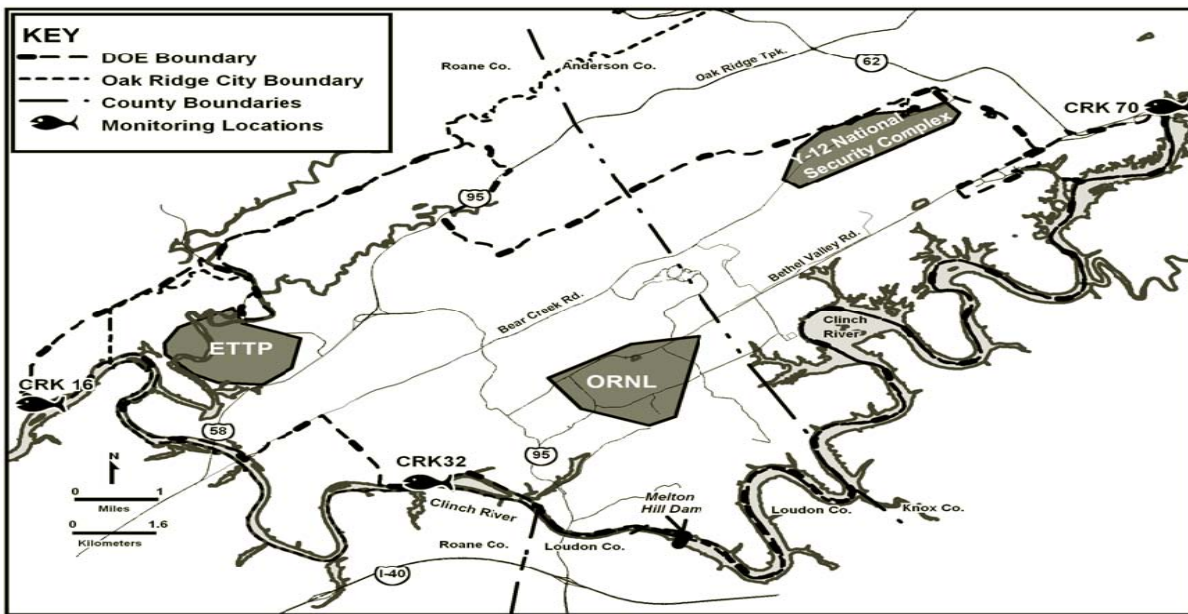 KEY
DOE Boundary
Oak Ridge City Boundary
County Boundaries
Monitoring Locations
Roane Co.
Anderson Co.
Oak Ridge Tpk.
62
CRK 70
Y-12 National
Security Complex
95
Bethel Valley Rd.
Bear Creek Rd.
Clinch
River
ETTP
ORNL
CRK 16
58
95
CRK32
N
0 1
Miles
0 1.6
Kilometers
Clinch River
Melton
Hill Dam
Loudon Co.
Knox Co.
Roane Co.
Loudon Co.
I-40